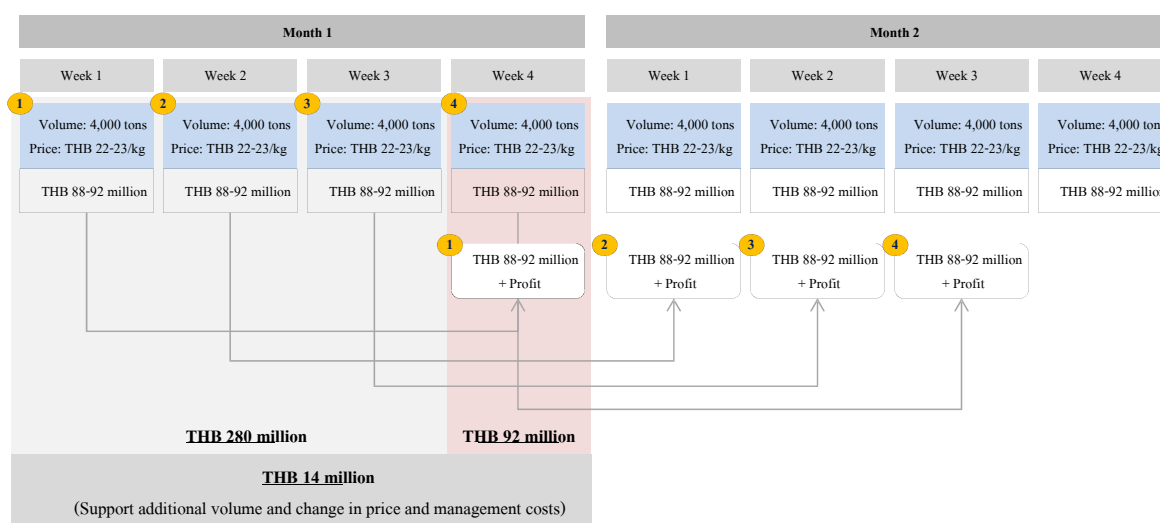 Month 1
Month 2
Week 1
Week 2
Week 3
Week 4
Week 1
Week 2
Week 3
Week 4
1
2
3
4
Volume: 4,000 tons
Price: THB 22-23/kg
Volume: 4,000 tons
Price: THB 22-23/kg
Volume: 4,000 tons
Price: THB 22-23/kg
Volume: 4,000 tons
Price: THB 22-23/kg
Volume: 4,000 tons
Price: THB 22-23/kg
Volume: 4,000 tons
Price: THB 22-23/kg
Volume: 4,000 tons
Price: THB 22-23/kg
Volume: 4,000 tons
Price: THB 22-23/kg
THB 88-92 million
THB 88-92 million
THB 88-92 million
THB 88-92 million
THB 88-92 million
THB 88-92 million
THB 88-92 million
THB 88-92 million
1
THB 88-92 million
+ Profit
2
THB 88-92 million
+ Profit
3
THB 88-92 million
+ Profit
4
THB 88-92 million
+ Profit
THB 280 million
THB 92 million
THB 14 million
(Support additional volume and change in price and management costs)